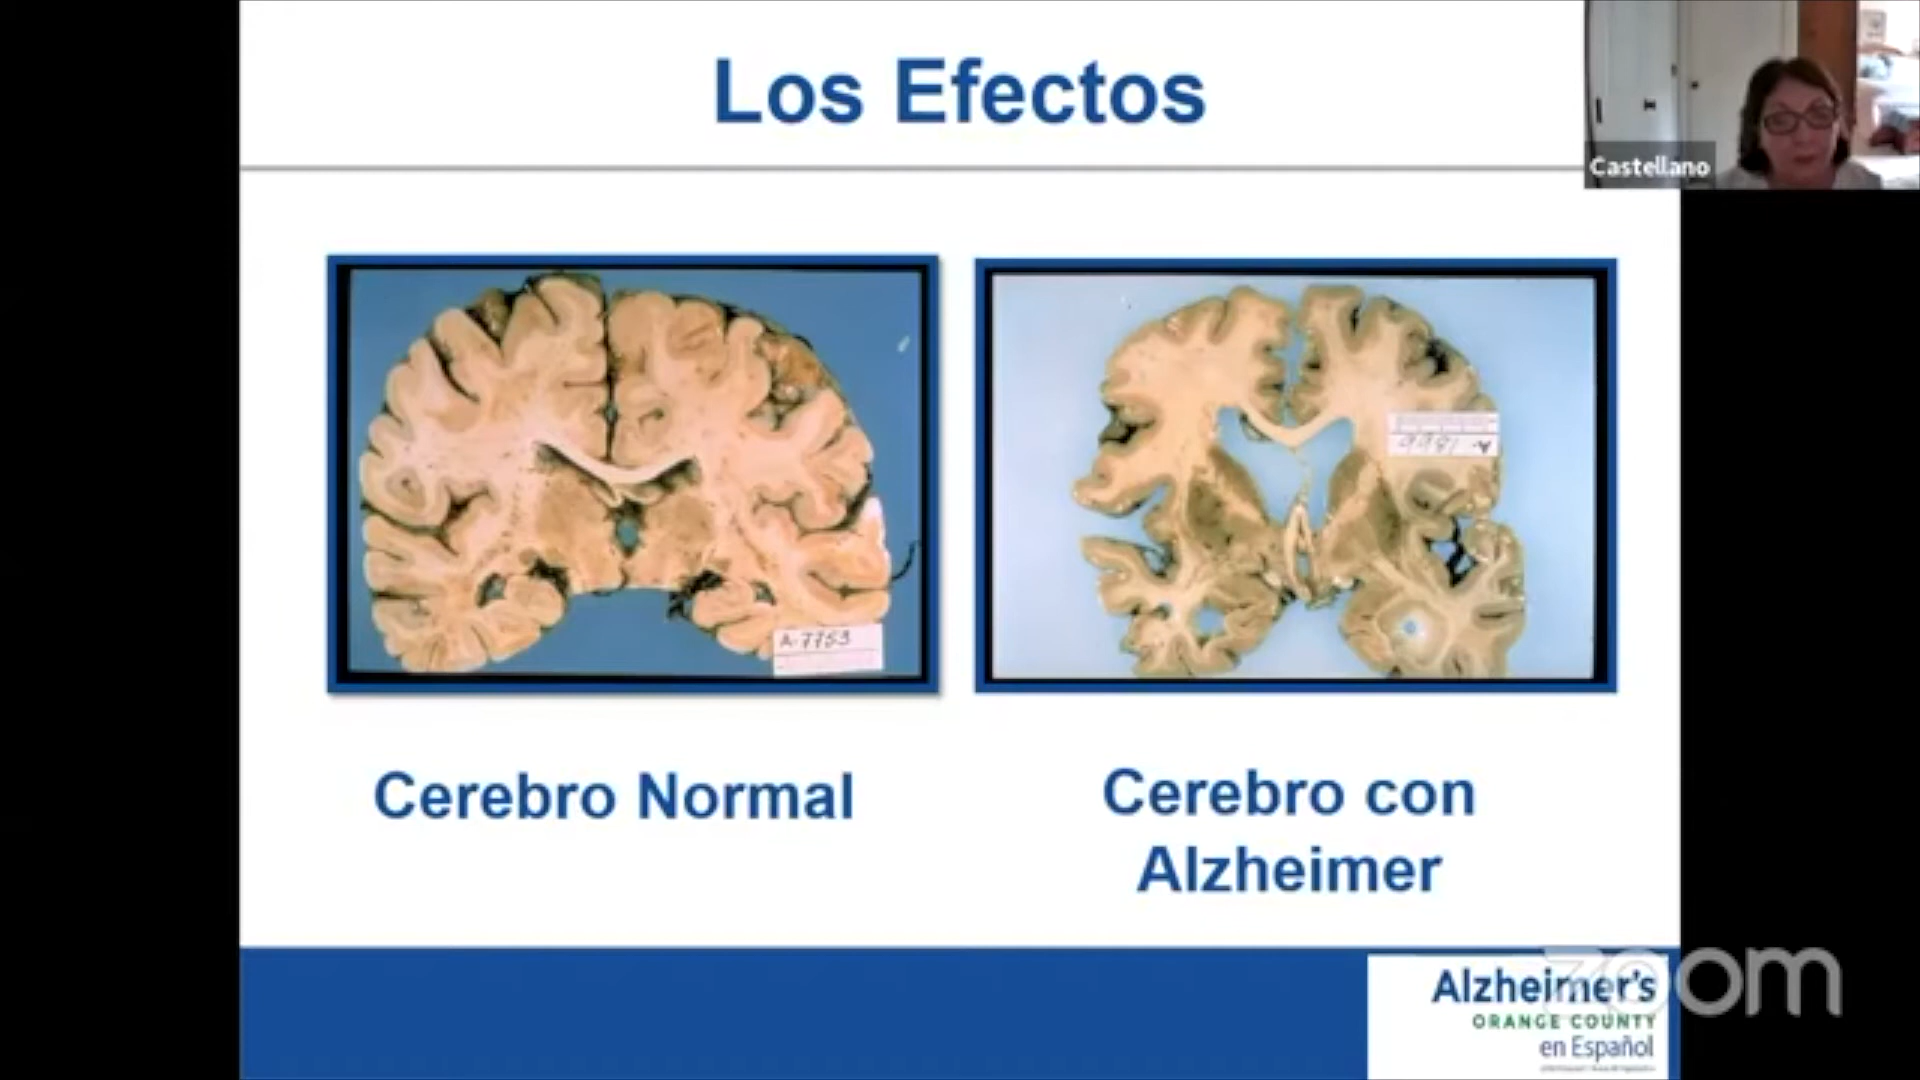 Los Efectos
Castellano
A-7753
Cerebro Normal
Cerebro con
Alzheimer
zoom
Alzheimer's
ORANGE COUNTY
en Español